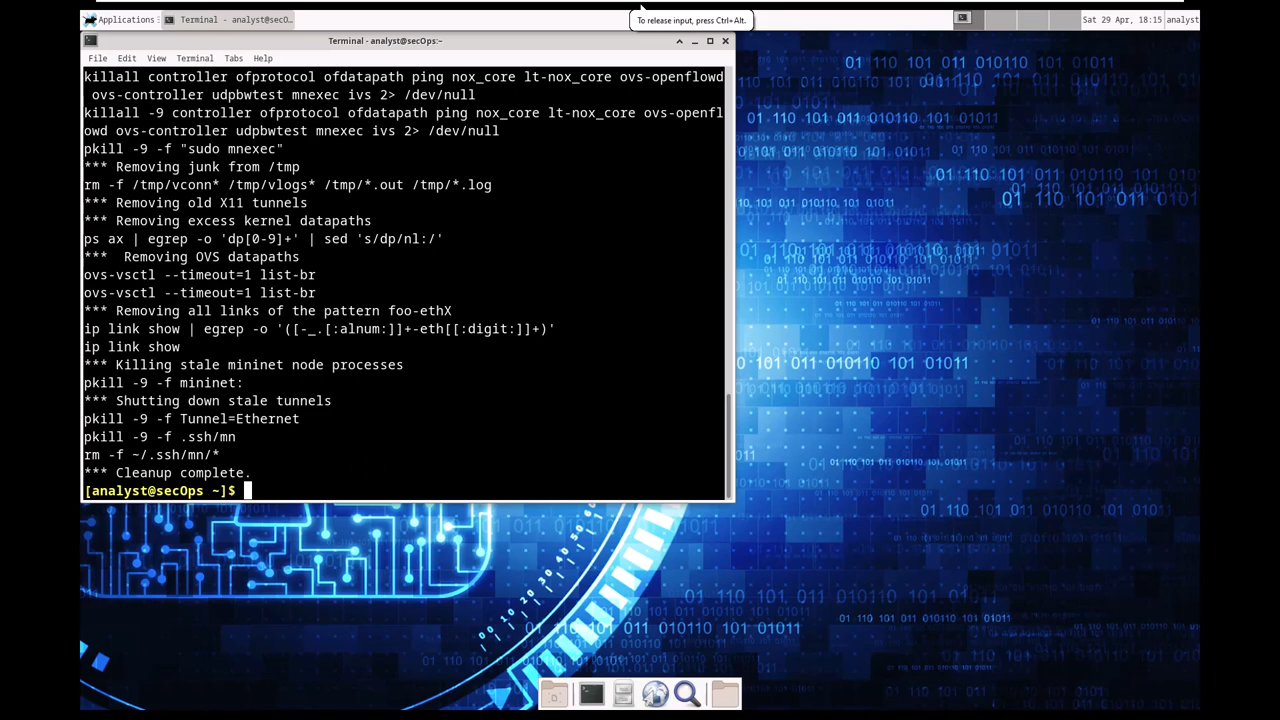 To release input, press Ctrl+Alt.
Applications
Terminal - analyst@secO...
Sat 29 Apr, 18:15
analyst
Terminal - analyst@secOps:~
File Edit View Terminal Tabs Help
killall controller ofprotocol ofdatapath ping nox_core lt-nox_core ovs-openflowd
ovs-controller udpbwtest mnexec ivs 2> /dev/null
killall -9 controller ofprotocol ofdatapath ping nox_core lt-nox_core ovs-openfl
owd ovs-controller udpbwtest mnexec ivs 2> /dev/null
pkill -9 -f "sudo mnexec"
*** Removing junk from /tmp
rm -f /tmp/vconn* /tmp/vlogs* /tmp/*.out /tmp/*.log
*** Removing old X11 tunnels
*** Removing excess kernel datapaths
ps ax | egrep -o 'dp[0-9]+' | sed 's/dp/nl:/'
***  Removing OVS datapaths
ovs-vsctl --timeout=1 list-br
ovs-vsctl --timeout=1 list-br
*** Removing all links of the pattern foo-ethX
ip link show | egrep -o '([-_.[:alnum:]]+-eth[[:digit:]]+)'
ip link show
*** Killing stale mininet node processes
pkill -9 -f mininet:
*** Shutting down stale tunnels
pkill -9 -f Tunnel=Ethernet
pkill -9 -f .ssh/mn
rm -f ~/.ssh/mn/*
*** Cleanup complete.
[analyst@secOps ~]$